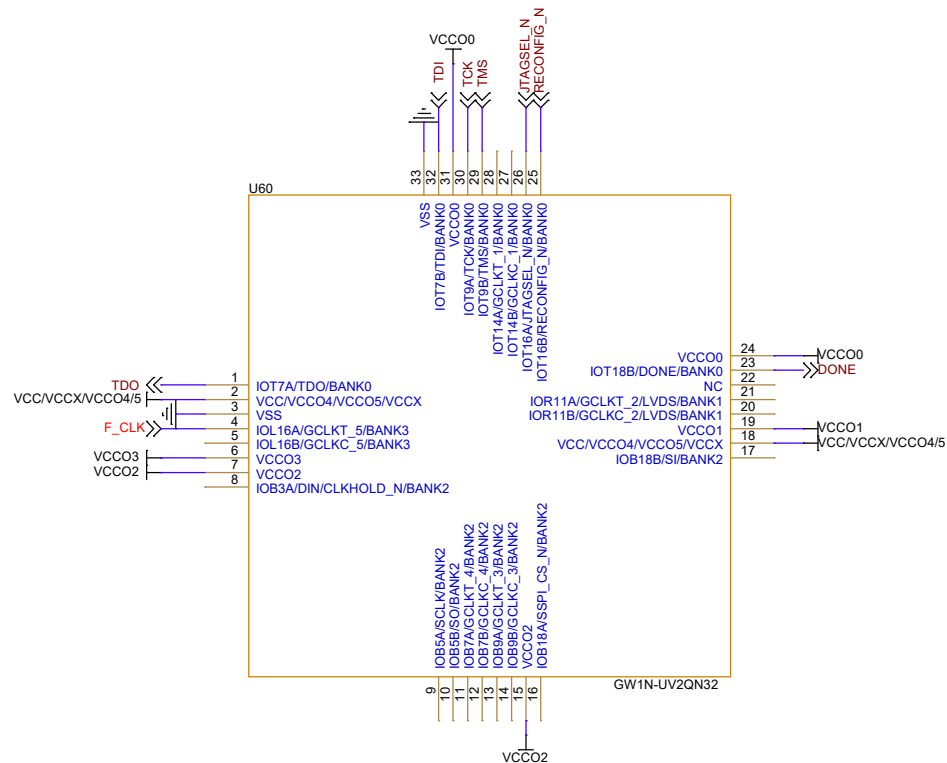 VCCO0
TDI
TCK
TMS
JTAGSEL_N
RECONFIG_N
33
32
31
30
29
28
27
26
25
U60
VSS
IOT7B/TDI/BANK0
VCCO0
IOT9A/TCK/BANK0
IOT9B/TMS/BANK0
IOT14A/GCLKT_1/BANK0
IOT14B/GCLKC_1/BANK0
IOT16A/JTAGSEL_N/BANK0
IOT16B/RECONFIG_N/BANK0
VCCO0 24 VCCO0
IOT18B/DONE/BANK0 23 DONE
NC 22
IOR11A/GCLKT_2/LVDS/BANK1 21
IOR11B/GCLKC_2/LVDS/BANK1 20
VCCO1 19 VCCO1
VCC/VCCO4/VCCO5/VCCX 18 VCC/VCCX/VCCO4/5
IOB18B/SI/BANK2 17
TDO 1 IOT7A/TDO/BANK0
VCC/VCCX/VCCO4/5 2 VCC/VCCO4/VCCO5/VCCX
3 VSS
F_CLK 4 IOL16A/GCLKT_5/BANK3
5 IOL16B/GCLKC_5/BANK3
VCCO3 6 VCCO3
VCCO2 7 VCCO2
8 IOB3A/DIN/CLKHOLD_N/BANK2
IOB5A/SCLK/BANK2
IOB5B/SO/BANK2
IOB7A/GCLKT_4/BANK2
IOB7B/GCLKC_4/BANK2
IOB9A/GCLKT_3/BANK2
IOB9B/GCLKC_3/BANK2
VCCO2
IOB18A/SSPI_CS_N/BANK2
GW1N-UV2QN32
9
10
11
12
13
14
15
16
VCCO2